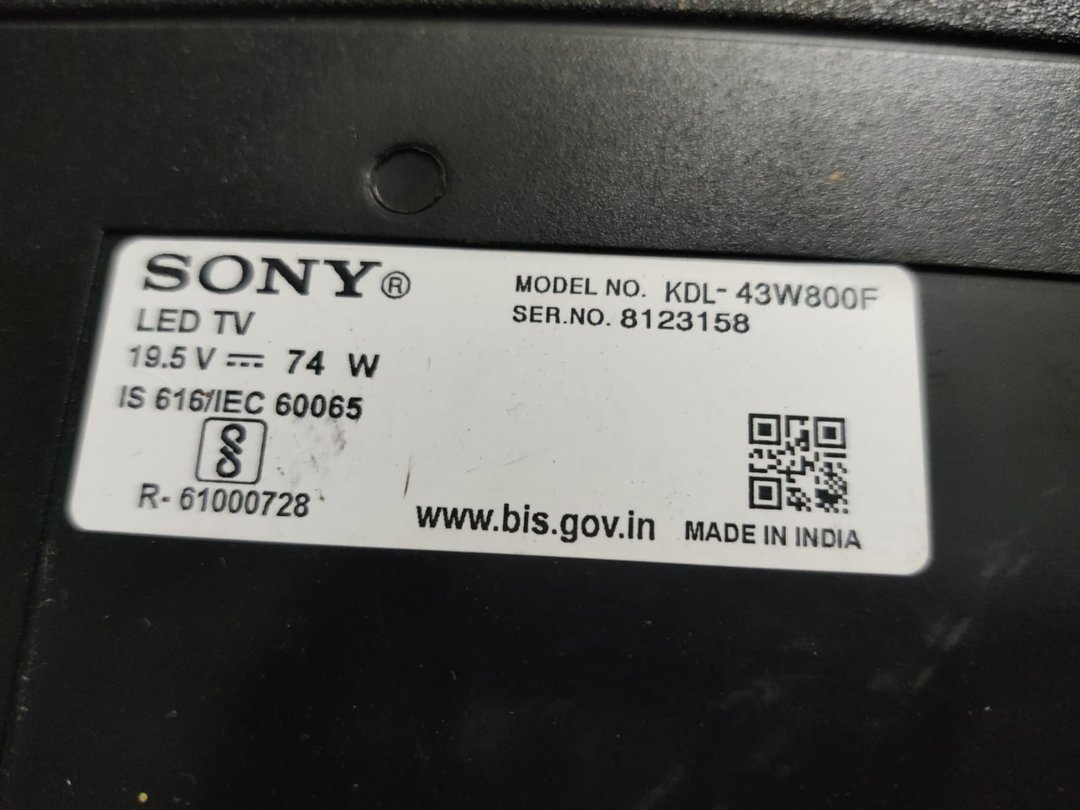 SONY®
LED TV
19.5 V ⎓ 74 W
IS 616/IEC 60065
R- 61000728
MODEL NO. KDL- 43W800F
SER.NO. 8123158
www.bis.gov.in
MADE IN INDIA